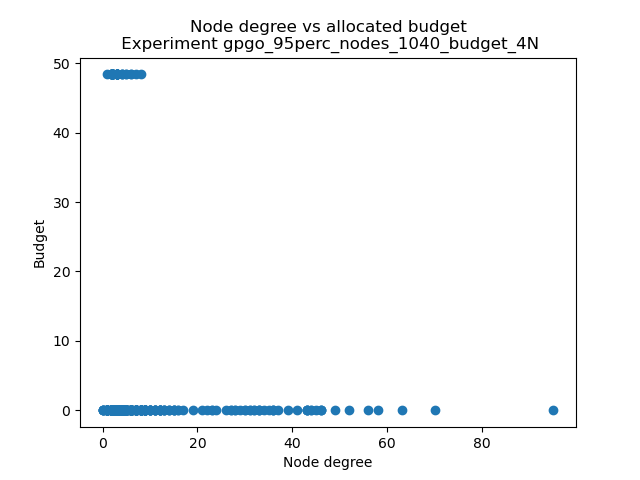 Node degree vs allocated budget
Experiment gpgo_95perc_nodes_1040_budget_4N
50
40
30
20
10
0
Budget
0 20 40 60 80
Node degree